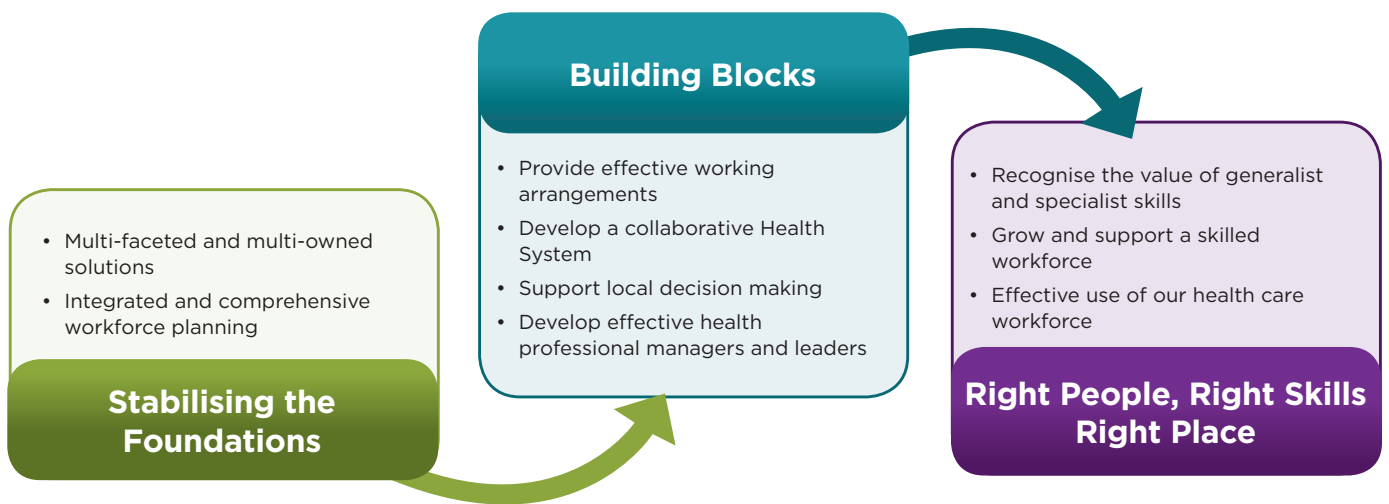 • Multi-faceted and multi-owned
solutions
• Integrated and comprehensive
workforce planning
Stabilising the
Foundations
Building Blocks
• Provide effective working
arrangements
• Develop a collaborative Health
System
• Support local decision making
• Develop effective health
professional managers and leaders
• Recognise the value of generalist
and specialist skills
• Grow and support a skilled
workforce
• Effective use of our health care
workforce
Right People, Right Skills
Right Place